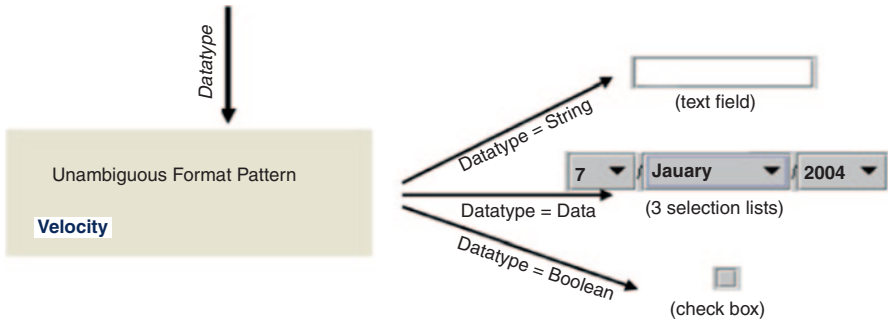 Datatype
Unambiguous Format Pattern
Velocity
Datatype = String
(text field)
7 / Jauary / 2004
Datatype = Data
(3 selection lists)
Datatype = Boolean
(check box)